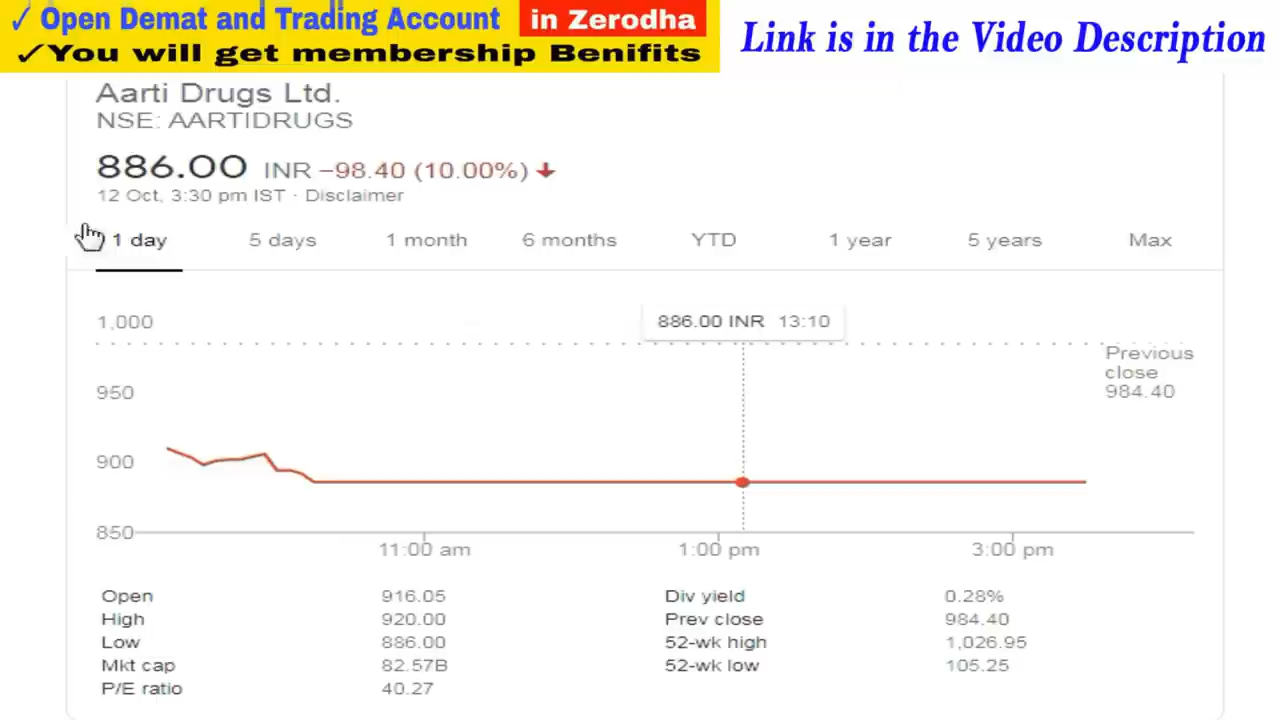 ✓ Open Demat and Trading Account in Zerodha
✓You will get membership Benifits
Link is in the Video Description
Aarti Drugs Ltd.
NSE: AARTIDRUGS
886.00 INR −98.40 (10.00%) ↓
12 Oct, 3:30 pm IST · Disclaimer
1 day 5 days 1 month 6 months YTD 1 year 5 years Max
1,000
886.00 INR 13:10
Previous
close
984.40
950
900
850
11:00 am 1:00 pm 3:00 pm
Open 916.05 Div yield 0.28%
High 920.00 Prev close 984.40
Low 886.00 52-wk high 1,026.95
Mkt cap 82.57B 52-wk low 105.25
P/E ratio 40.27